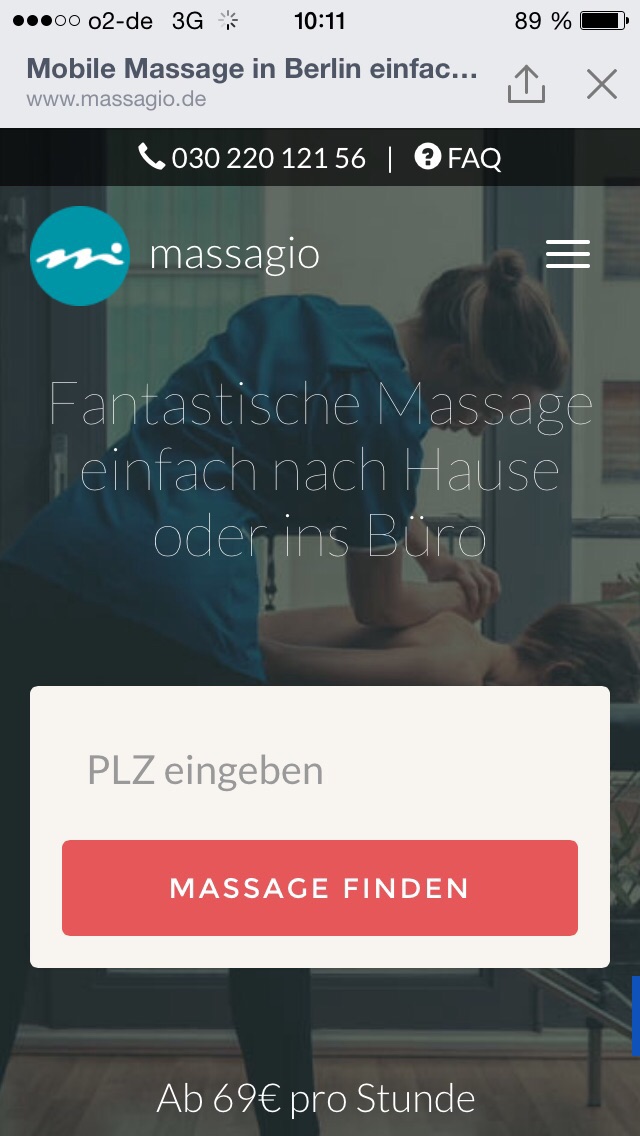 o2-de 3G 10:11 89 %
Mobile Massage in Berlin einfac...
www.massagio.de
030 220 121 56 | ? FAQ
m massagio
Fantastische Massage
einfach nach Hause
oder ins Büro
PLZ eingeben
MASSAGE FINDEN
Ab 69€ pro Stunde